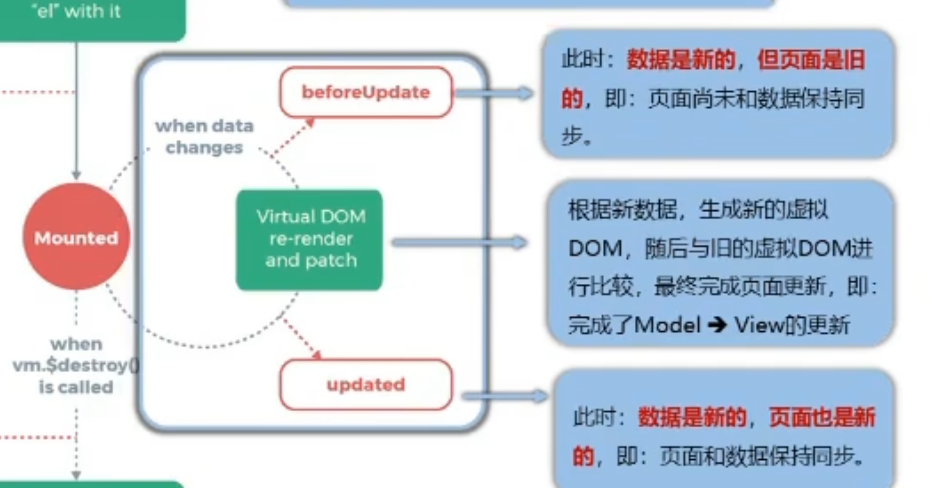 "el" with it
beforeUpdate
when data
changes
此时：数据是新的，但页面是旧
的，即：页面尚未和数据保持同
步。
Mounted
Virtual DOM
re-render
and patch
根据新数据，生成新的虚拟
DOM，随后与旧的虚拟DOM进
行比较，最终完成页面更新，即：
完成了Model ➔ View的更新
when
vm.$destroy()
is called
updated
此时：数据是新的，页面也是新
的，即：页面和数据保持同步。